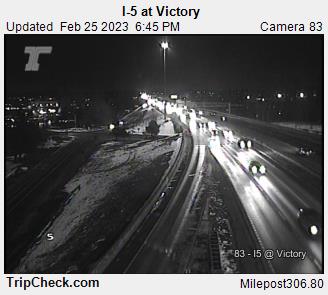 I-5 at Victory
Updated Feb 25 2023 6:45 PM Camera 83
T
S
83 - I5 @ Victory
TripCheck.com Milepost306.80